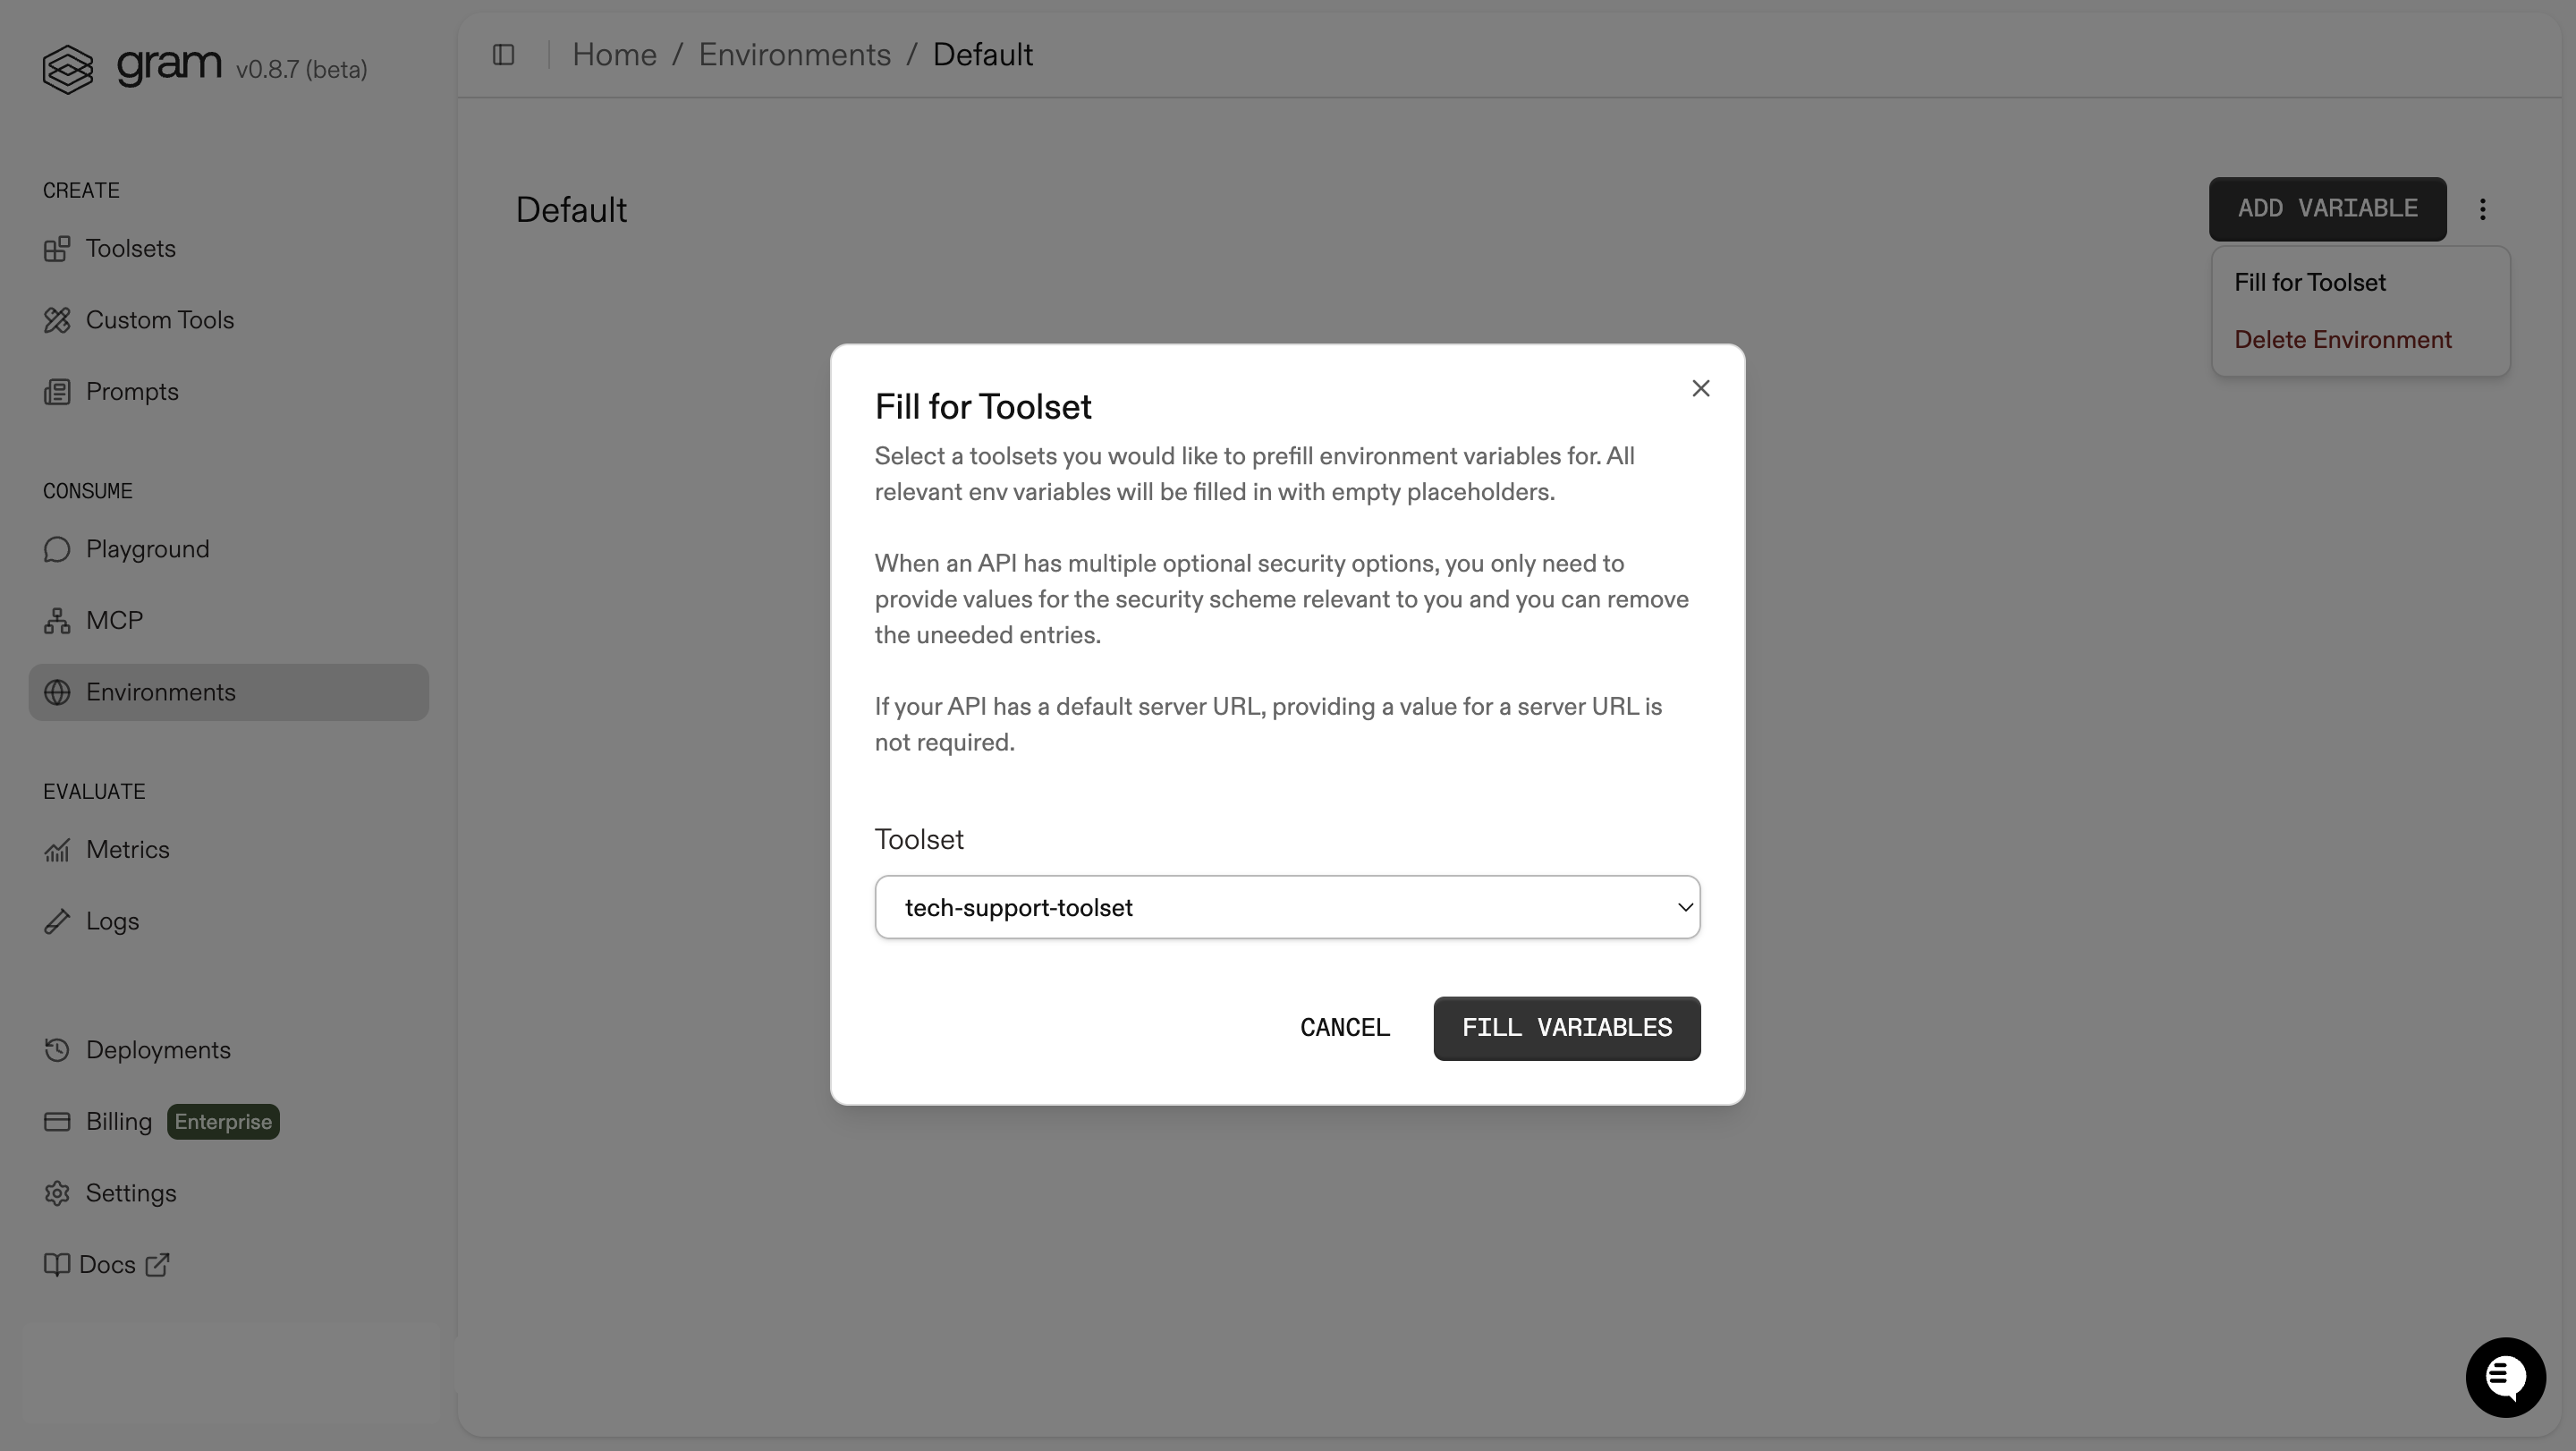 gram v0.8.7 (beta)
CREATE
Toolsets
Custom Tools
Prompts
CONSUME
Playground
MCP
Environments
EVALUATE
Metrics
Logs
Deployments
Billing Enterprise
Settings
Docs
Home / Environments / Default
Default
ADD VARIABLE
Fill for Toolset
Delete Environment
Fill for Toolset
Select a toolsets you would like to prefill environment variables for. All
relevant env variables will be filled in with empty placeholders.
When an API has multiple optional security options, you only need to
provide values for the security scheme relevant to you and you can remove
the uneeded entries.
If your API has a default server URL, providing a value for a server URL is
not required.
Toolset
tech-support-toolset
CANCEL
FILL VARIABLES